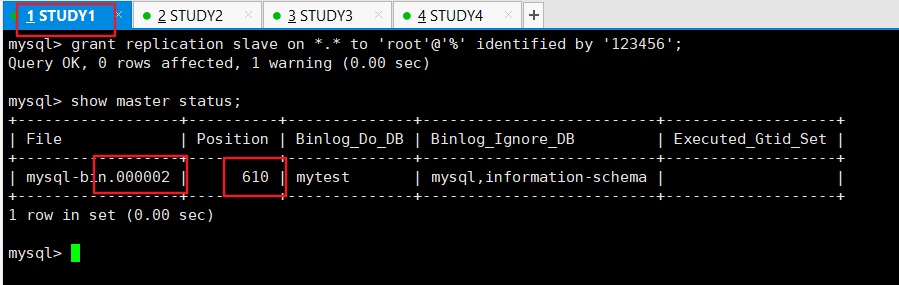 1 STUDY1 × 2 STUDY2 × 3 STUDY3 × 4 STUDY4 × +
mysql> grant replication slave on *.* to 'root'@'%' identified by '123456';
Query OK, 0 rows affected, 1 warning (0.00 sec)
mysql> show master status;
+------------------+----------+--------------+--------------------------+-------------------+
| File             | Position | Binlog_Do_DB | Binlog_Ignore_DB         | Executed_Gtid_Set |
+------------------+----------+--------------+--------------------------+-------------------+
| mysql-bin.000002 |      610 | mytest       | mysql,information-schema |                   |
+------------------+----------+--------------+--------------------------+-------------------+
1 row in set (0.00 sec)
mysql>